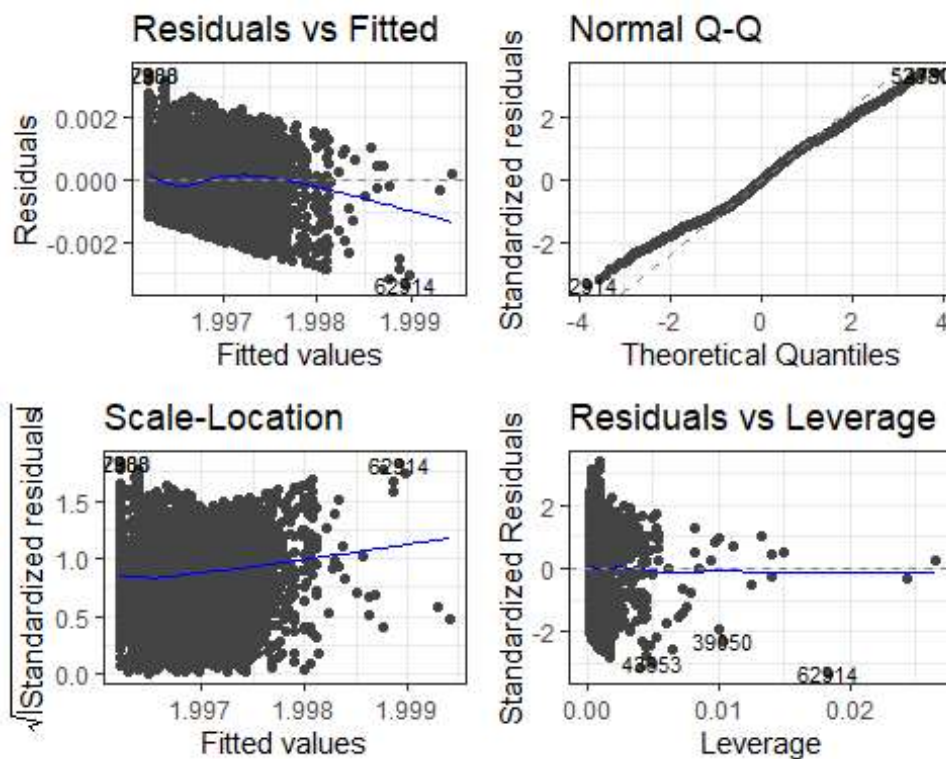 Residuals vs Fitted
Residuals
0.002
0.000
-0.002
62914
1.997 1.998 1.999
Fitted values
Normal Q-Q
Standardized residuals
2
0
-2
-4 -2 0 2 4
Theoretical Quantiles
Scale-Location
√|Standardized residuals|
1.5
1.0
0.5
0.0
62914
1.997 1.998 1.999
Fitted values
Residuals vs Leverage
Standardized Residuals
2
0
-2
39050
43953
62914
0.00 0.01 0.02
Leverage